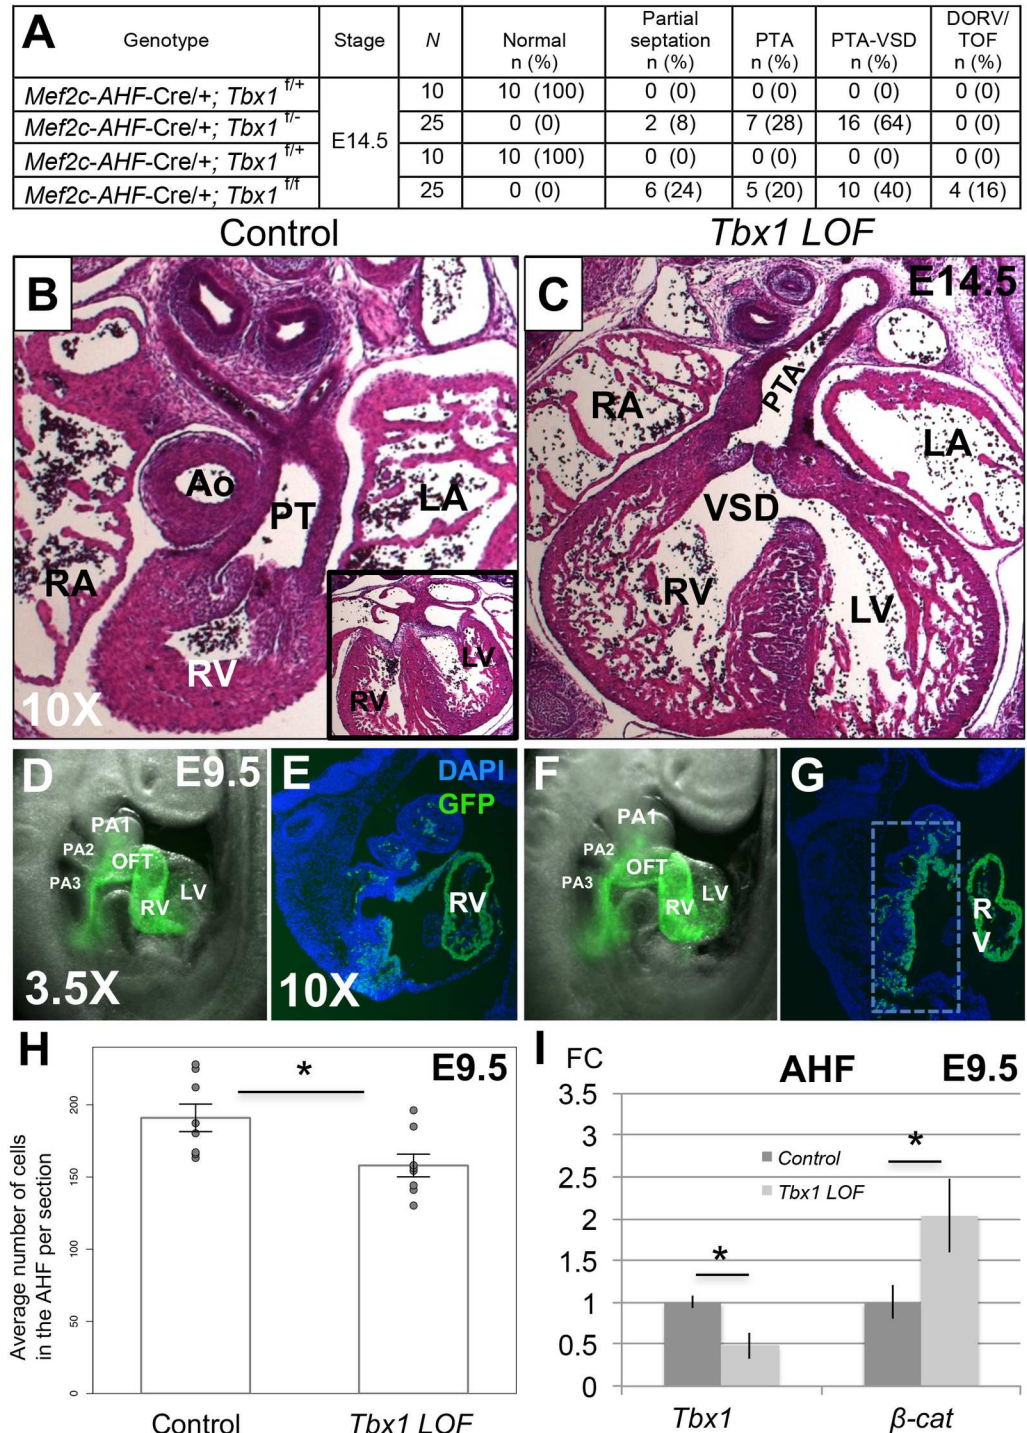 A
Genotype Stage N Normal n (%) Partial septation n (%) PTA n (%) PTA-VSD n (%) DORV/ TOF n (%)
Mef2c-AHF-Cre/+; Tbx1 f/+ E14.5 10 10 (100) 0 (0) 0 (0) 0 (0) 0 (0)
Mef2c-AHF-Cre/+; Tbx1 f/- 25 0 (0) 2 (8) 7 (28) 16 (64) 0 (0)
Mef2c-AHF-Cre/+; Tbx1 f/+ 10 10 (100) 0 (0) 0 (0) 0 (0) 0 (0)
Mef2c-AHF-Cre/+; Tbx1 f/f 25 0 (0) 6 (24) 5 (20) 10 (40) 4 (16)
Control
Tbx1 LOF
B
Ao
PT
LA
RA
RV
10X
RV
LV
C
E14.5
PTA
RA
LA
VSD
RV
LV
D
E9.5
PA1
PA2
OFT
PA3
LV
RV
3.5X
E
DAPI
GFP
RV
10X
F
PA1
PA2
OFT
PA3
LV
RV
G
R
V
H
E9.5
*
Average number of cells
in the AHF per section
200
150
100
50
0
Control
Tbx1 LOF
I
FC
AHF
E9.5
3.5
3
2.5
2
1.5
1
0.5
0
Control
Tbx1 LOF
*
*
Tbx1
β-cat